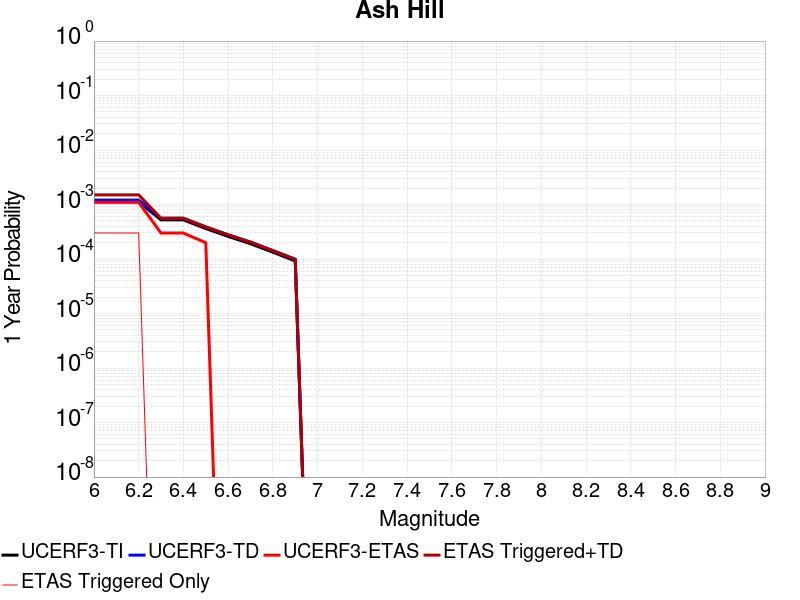 Ash Hill
1 Year Probability
10^0
10^-1
10^-2
10^-3
10^-4
10^-5
10^-6
10^-7
10^-8
6 6.2 6.4 6.6 6.8 7 7.2 7.4 7.6 7.8 8 8.2 8.4 8.6 8.8 9
Magnitude
UCERF3-TI UCERF3-TD UCERF3-ETAS ETAS Triggered+TD
ETAS Triggered Only